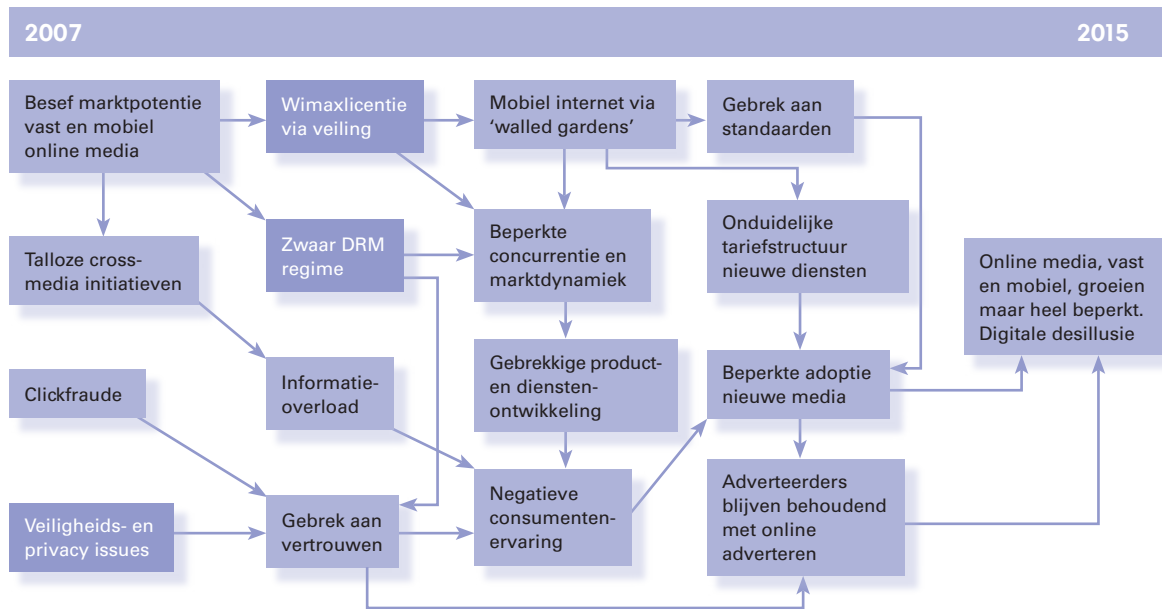 2007
2015
Besef marktpotentie
vast en mobiel
online media
Wimaxlicentie
via veiling
Mobiel internet via
‘walled gardens’
Gebrek aan
standaarden
Talloze cross-
media initiatieven
Zwaar DRM
regime
Beperkte
concurrentie en
marktdynamiek
Onduidelijke
tariefstructuur
nieuwe diensten
Online media, vast
en mobiel, groeien
maar heel beperkt.
Digitale desillusie
Clickfraude
Informatie-
overload
Gebrekkige product-
en diensten-
ontwikkeling
Beperkte adoptie
nieuwe media
Veiligheids- en
privacy issues
Gebrek aan
vertrouwen
Negatieve
consumenten-
ervaring
Adverteerders
blijven behoudend
met online
adverteren